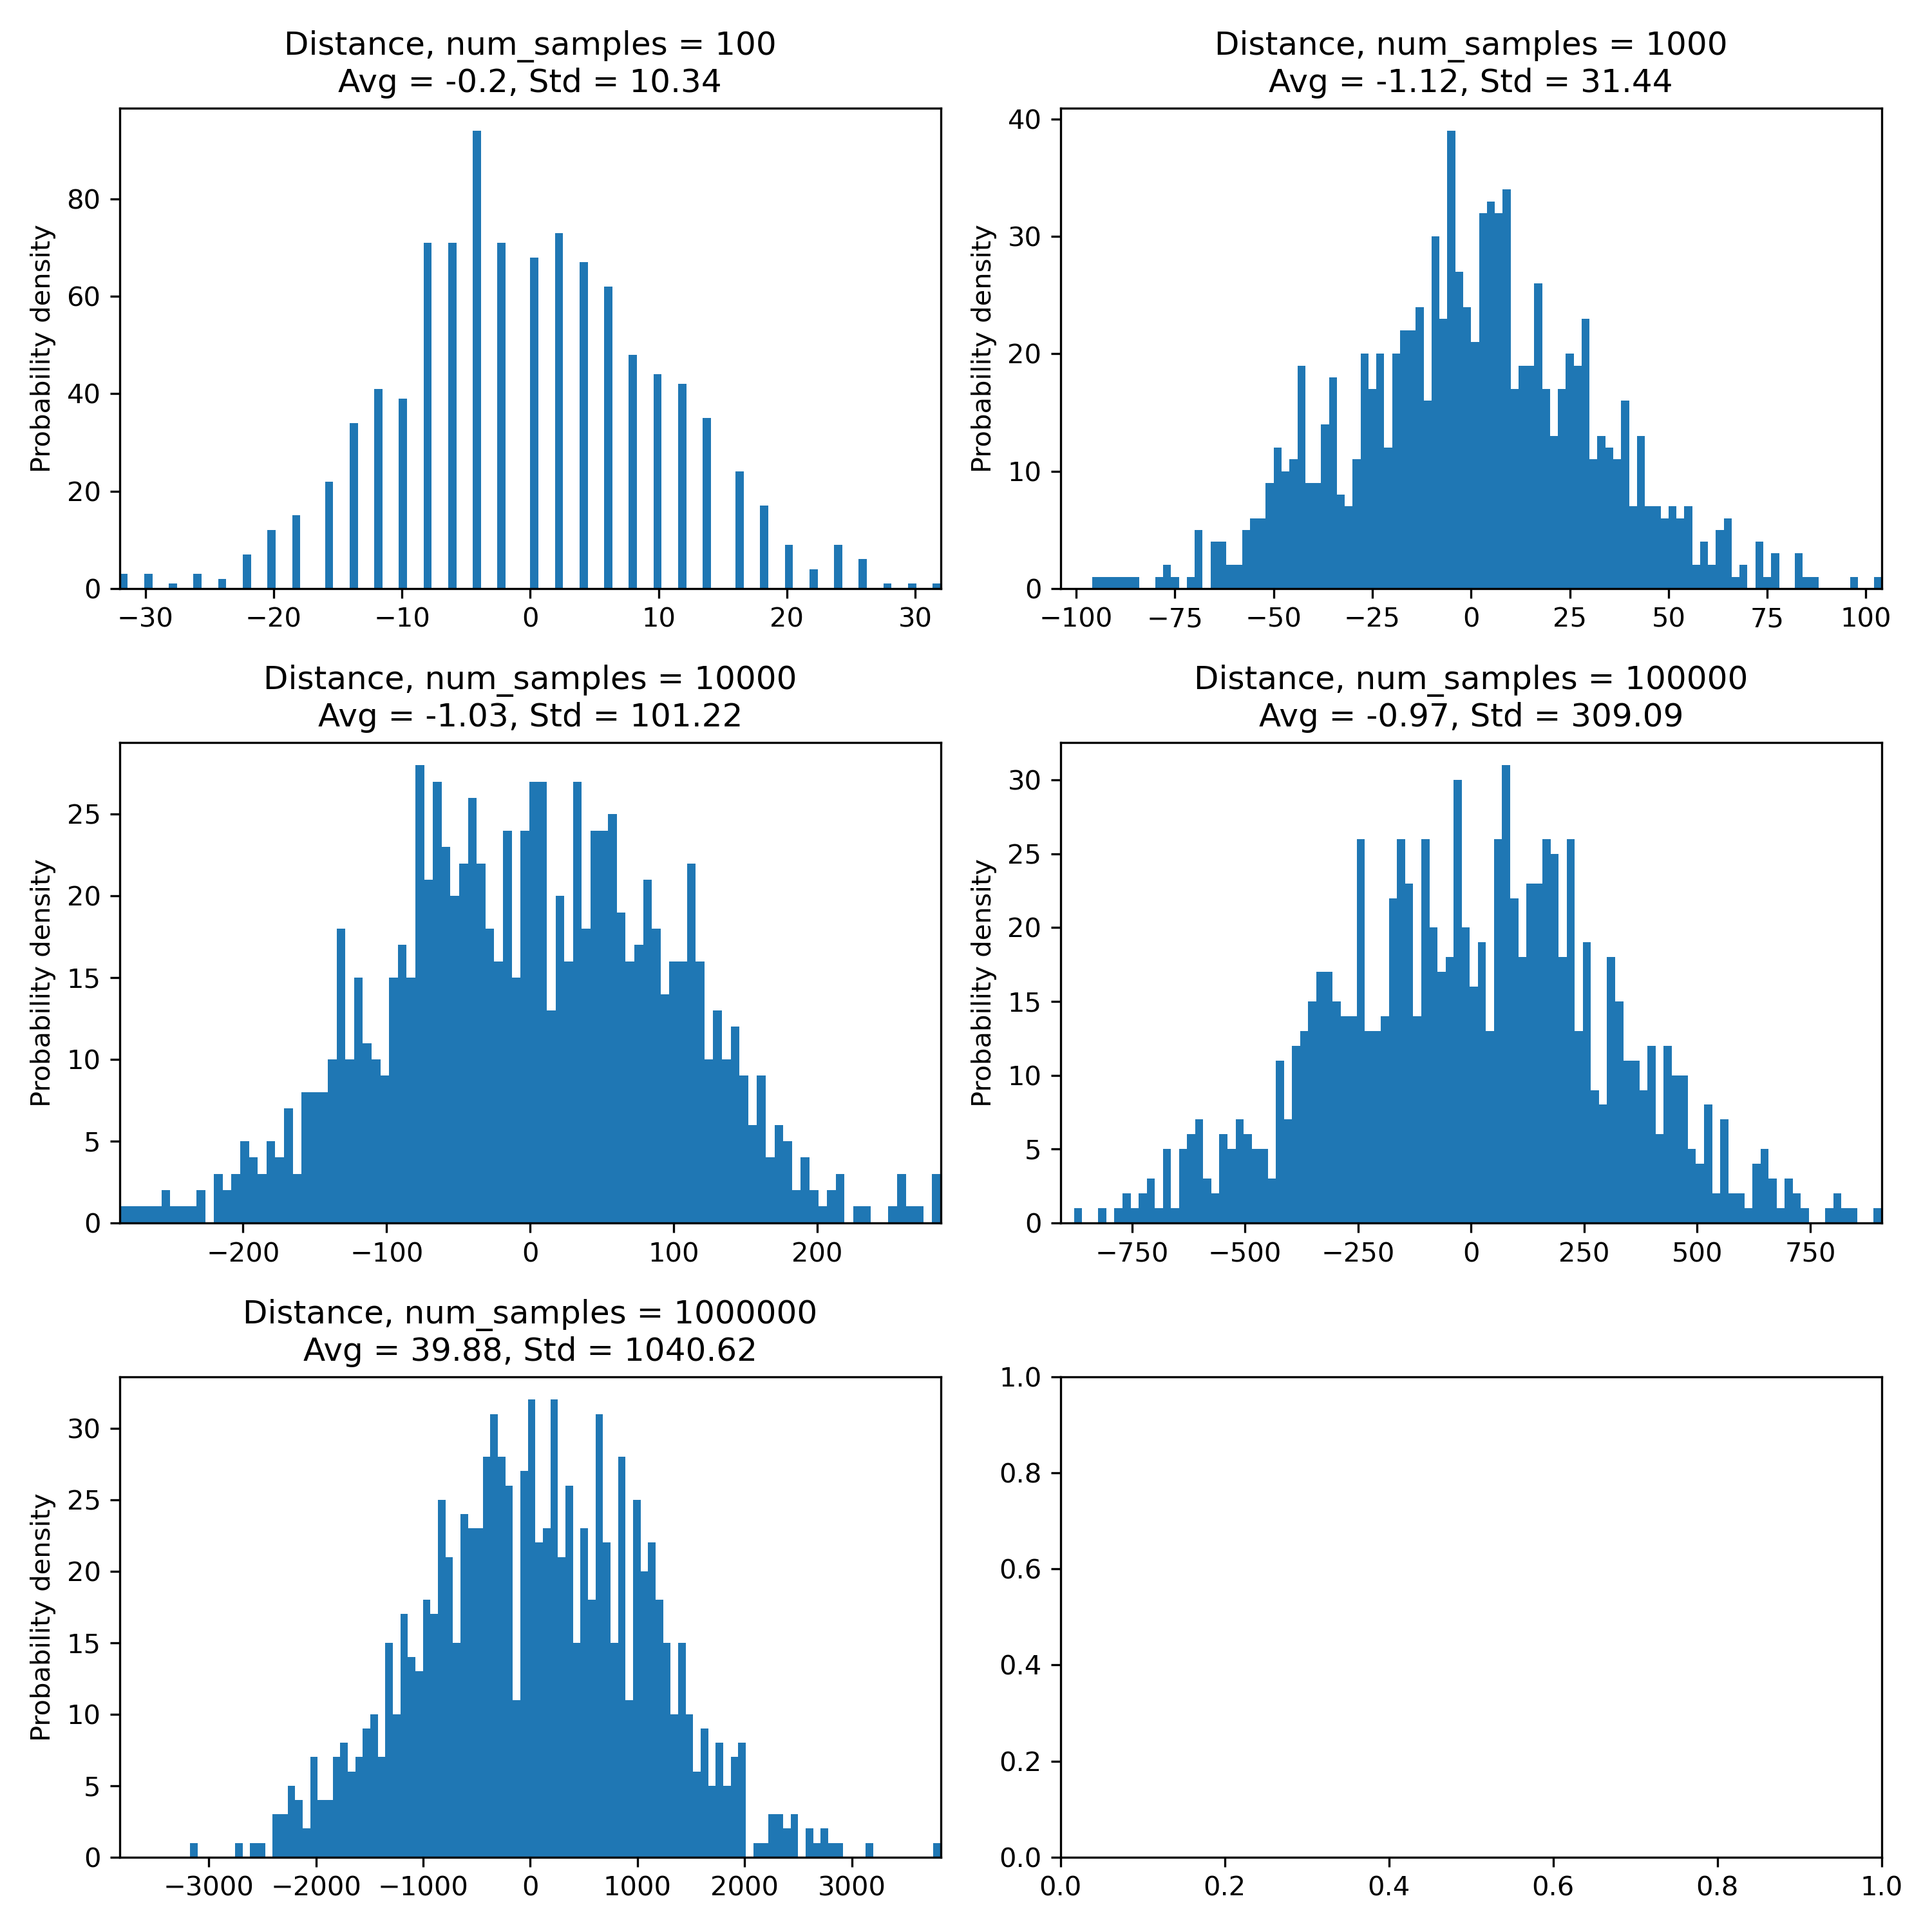 Distance, num_samples = 100
Avg = -0.2, Std = 10.34
Probability density
80
60
40
20
0
−30 −20 −10 0 10 20 30
Distance, num_samples = 1000
Avg = -1.12, Std = 31.44
Probability density
40
30
20
10
0
−100 −75 −50 −25 0 25 50 75 100
Distance, num_samples = 10000
Avg = -1.03, Std = 101.22
Probability density
25
20
15
10
5
0
−200 −100 0 100 200
Distance, num_samples = 100000
Avg = -0.97, Std = 309.09
Probability density
30
25
20
15
10
5
0
−750 −500 −250 0 250 500 750
Distance, num_samples = 1000000
Avg = 39.88, Std = 1040.62
Probability density
30
25
20
15
10
5
0
−3000 −2000 −1000 0 1000 2000 3000
1.0
0.8
0.6
0.4
0.2
0.0
0.0 0.2 0.4 0.6 0.8 1.0